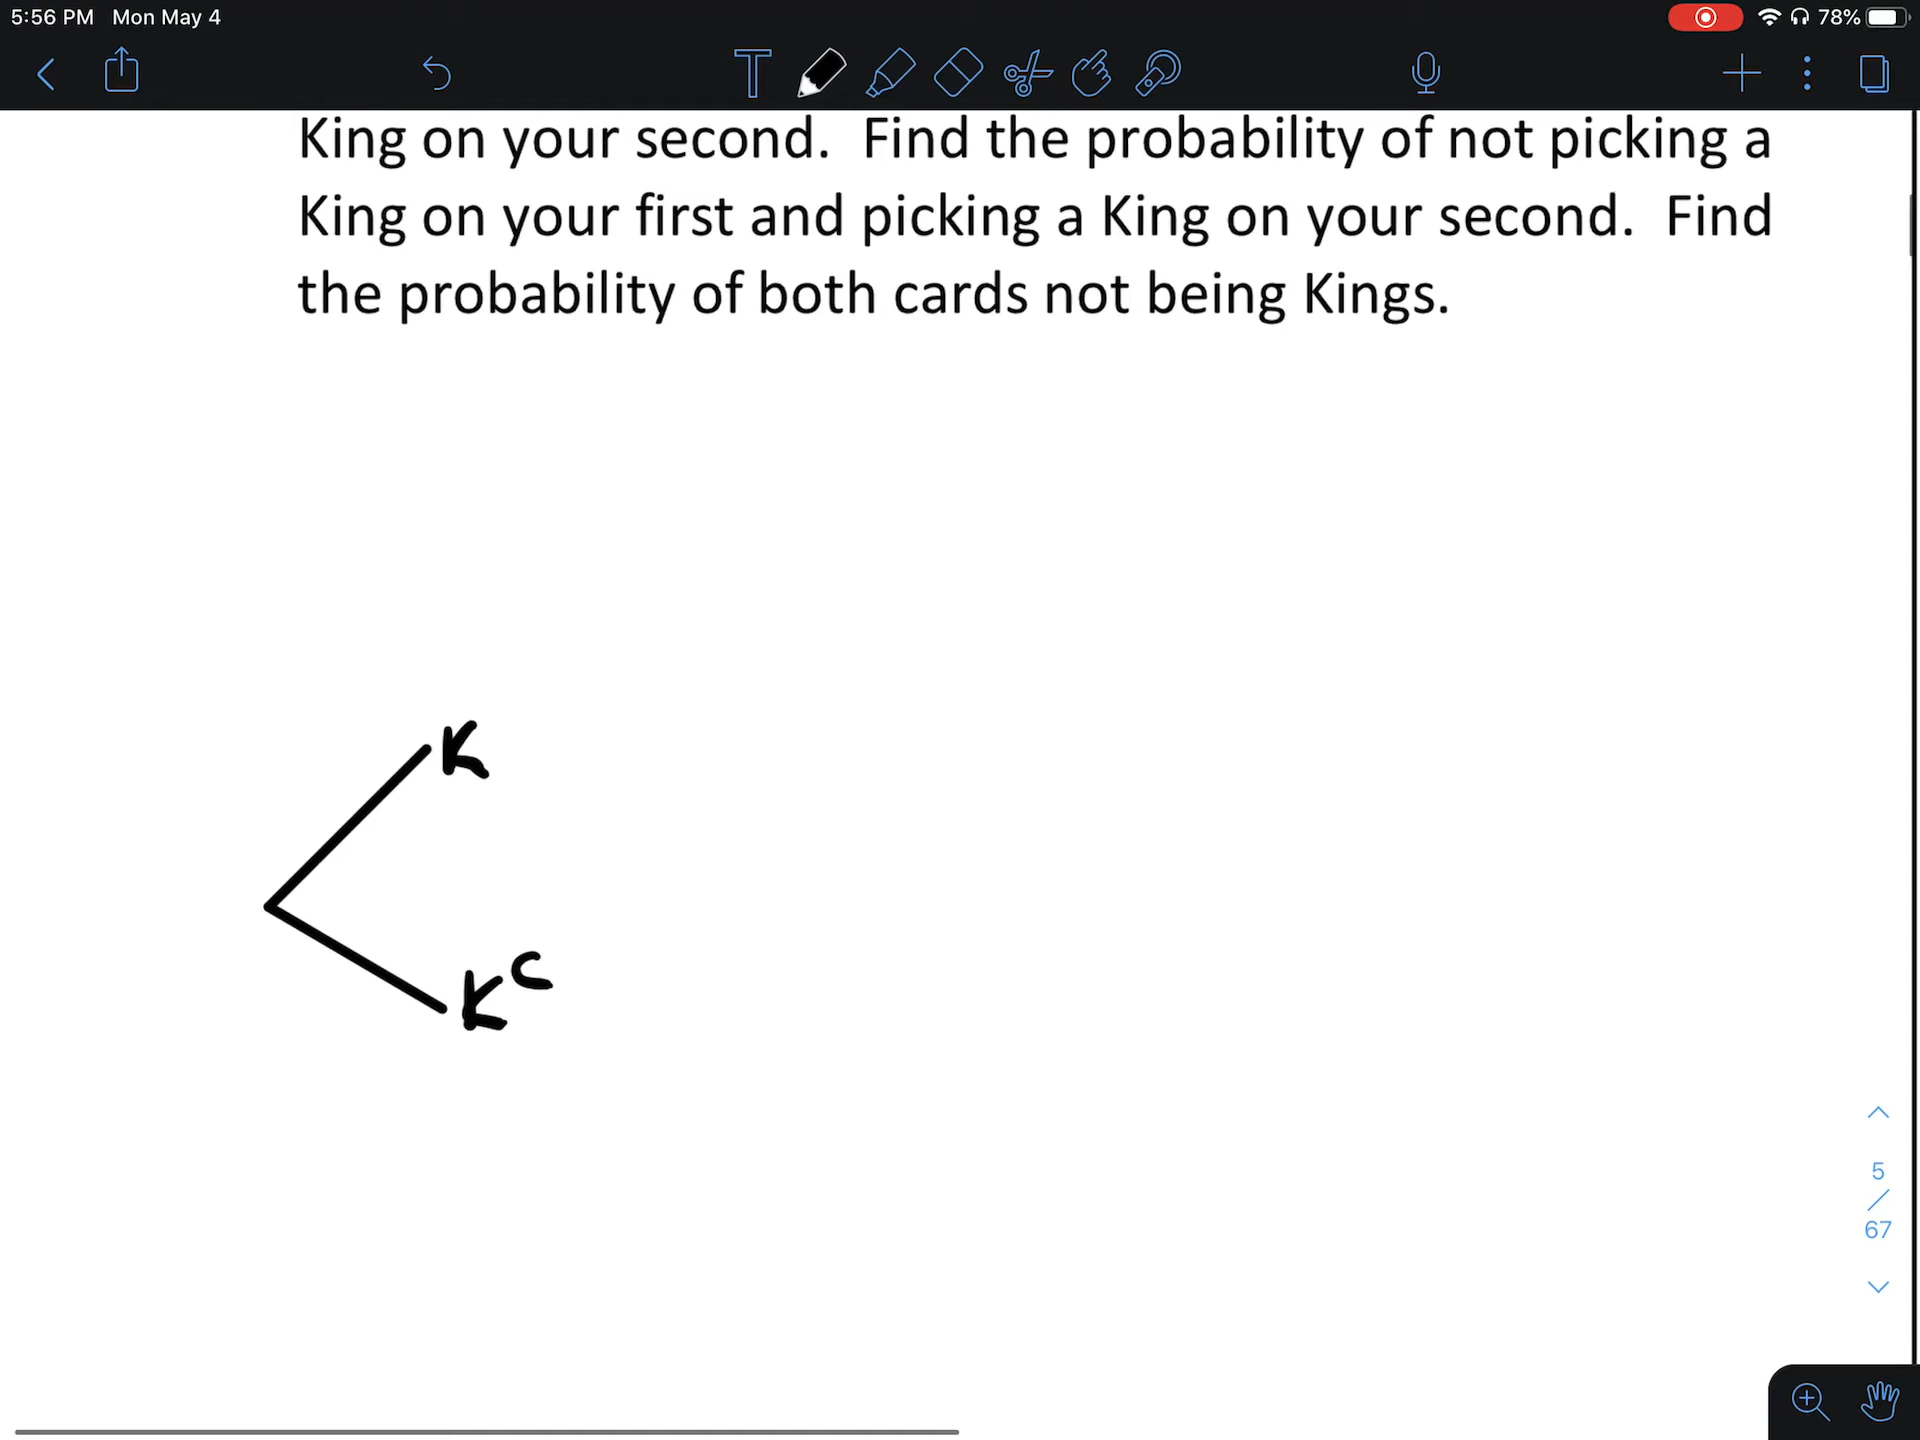 5:56 PM Mon May 4
78%
T
King on your second. Find the probability of not picking a
King on your first and picking a King on your second. Find
the probability of both cards not being Kings.
K
K^C
5
/
67